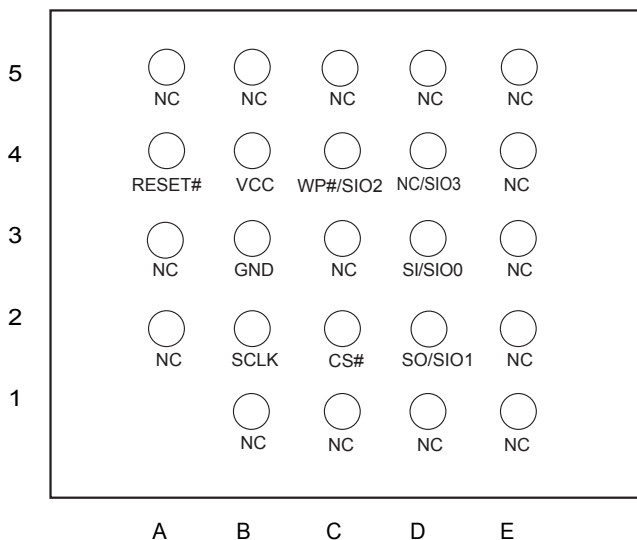 5
NC NC NC NC NC
4
RESET# VCC WP#/SIO2 NC/SIO3 NC
3
NC GND NC SI/SIO0 NC
2
NC SCLK CS# SO/SIO1 NC
1
NC NC NC NC
A B C D E